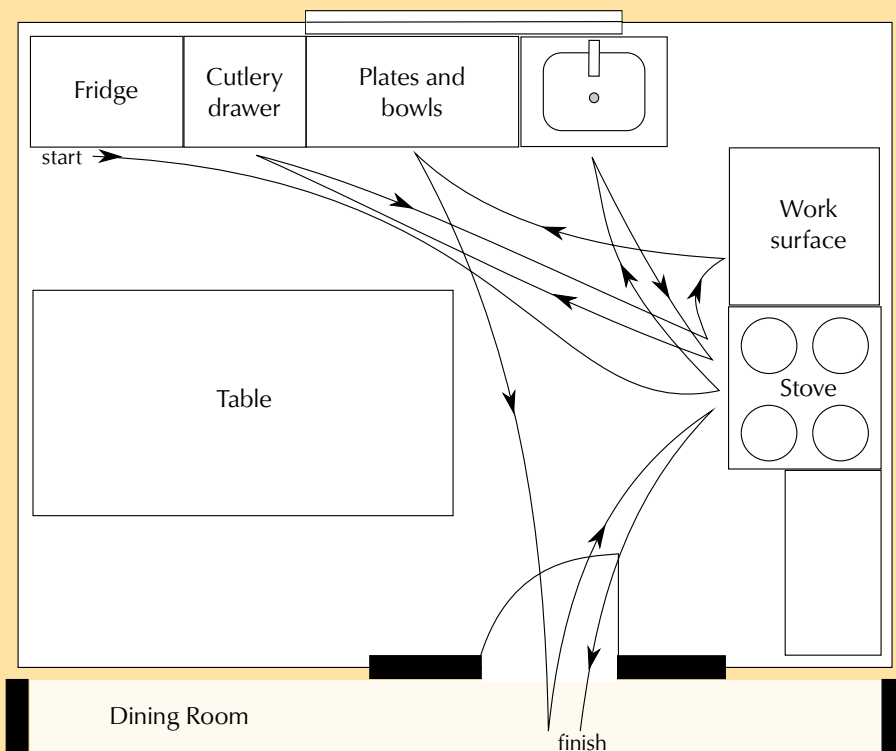 Fridge
Cutlery
drawer
Plates and
bowls
start
Work
surface
Stove
Table
Dining Room
finish